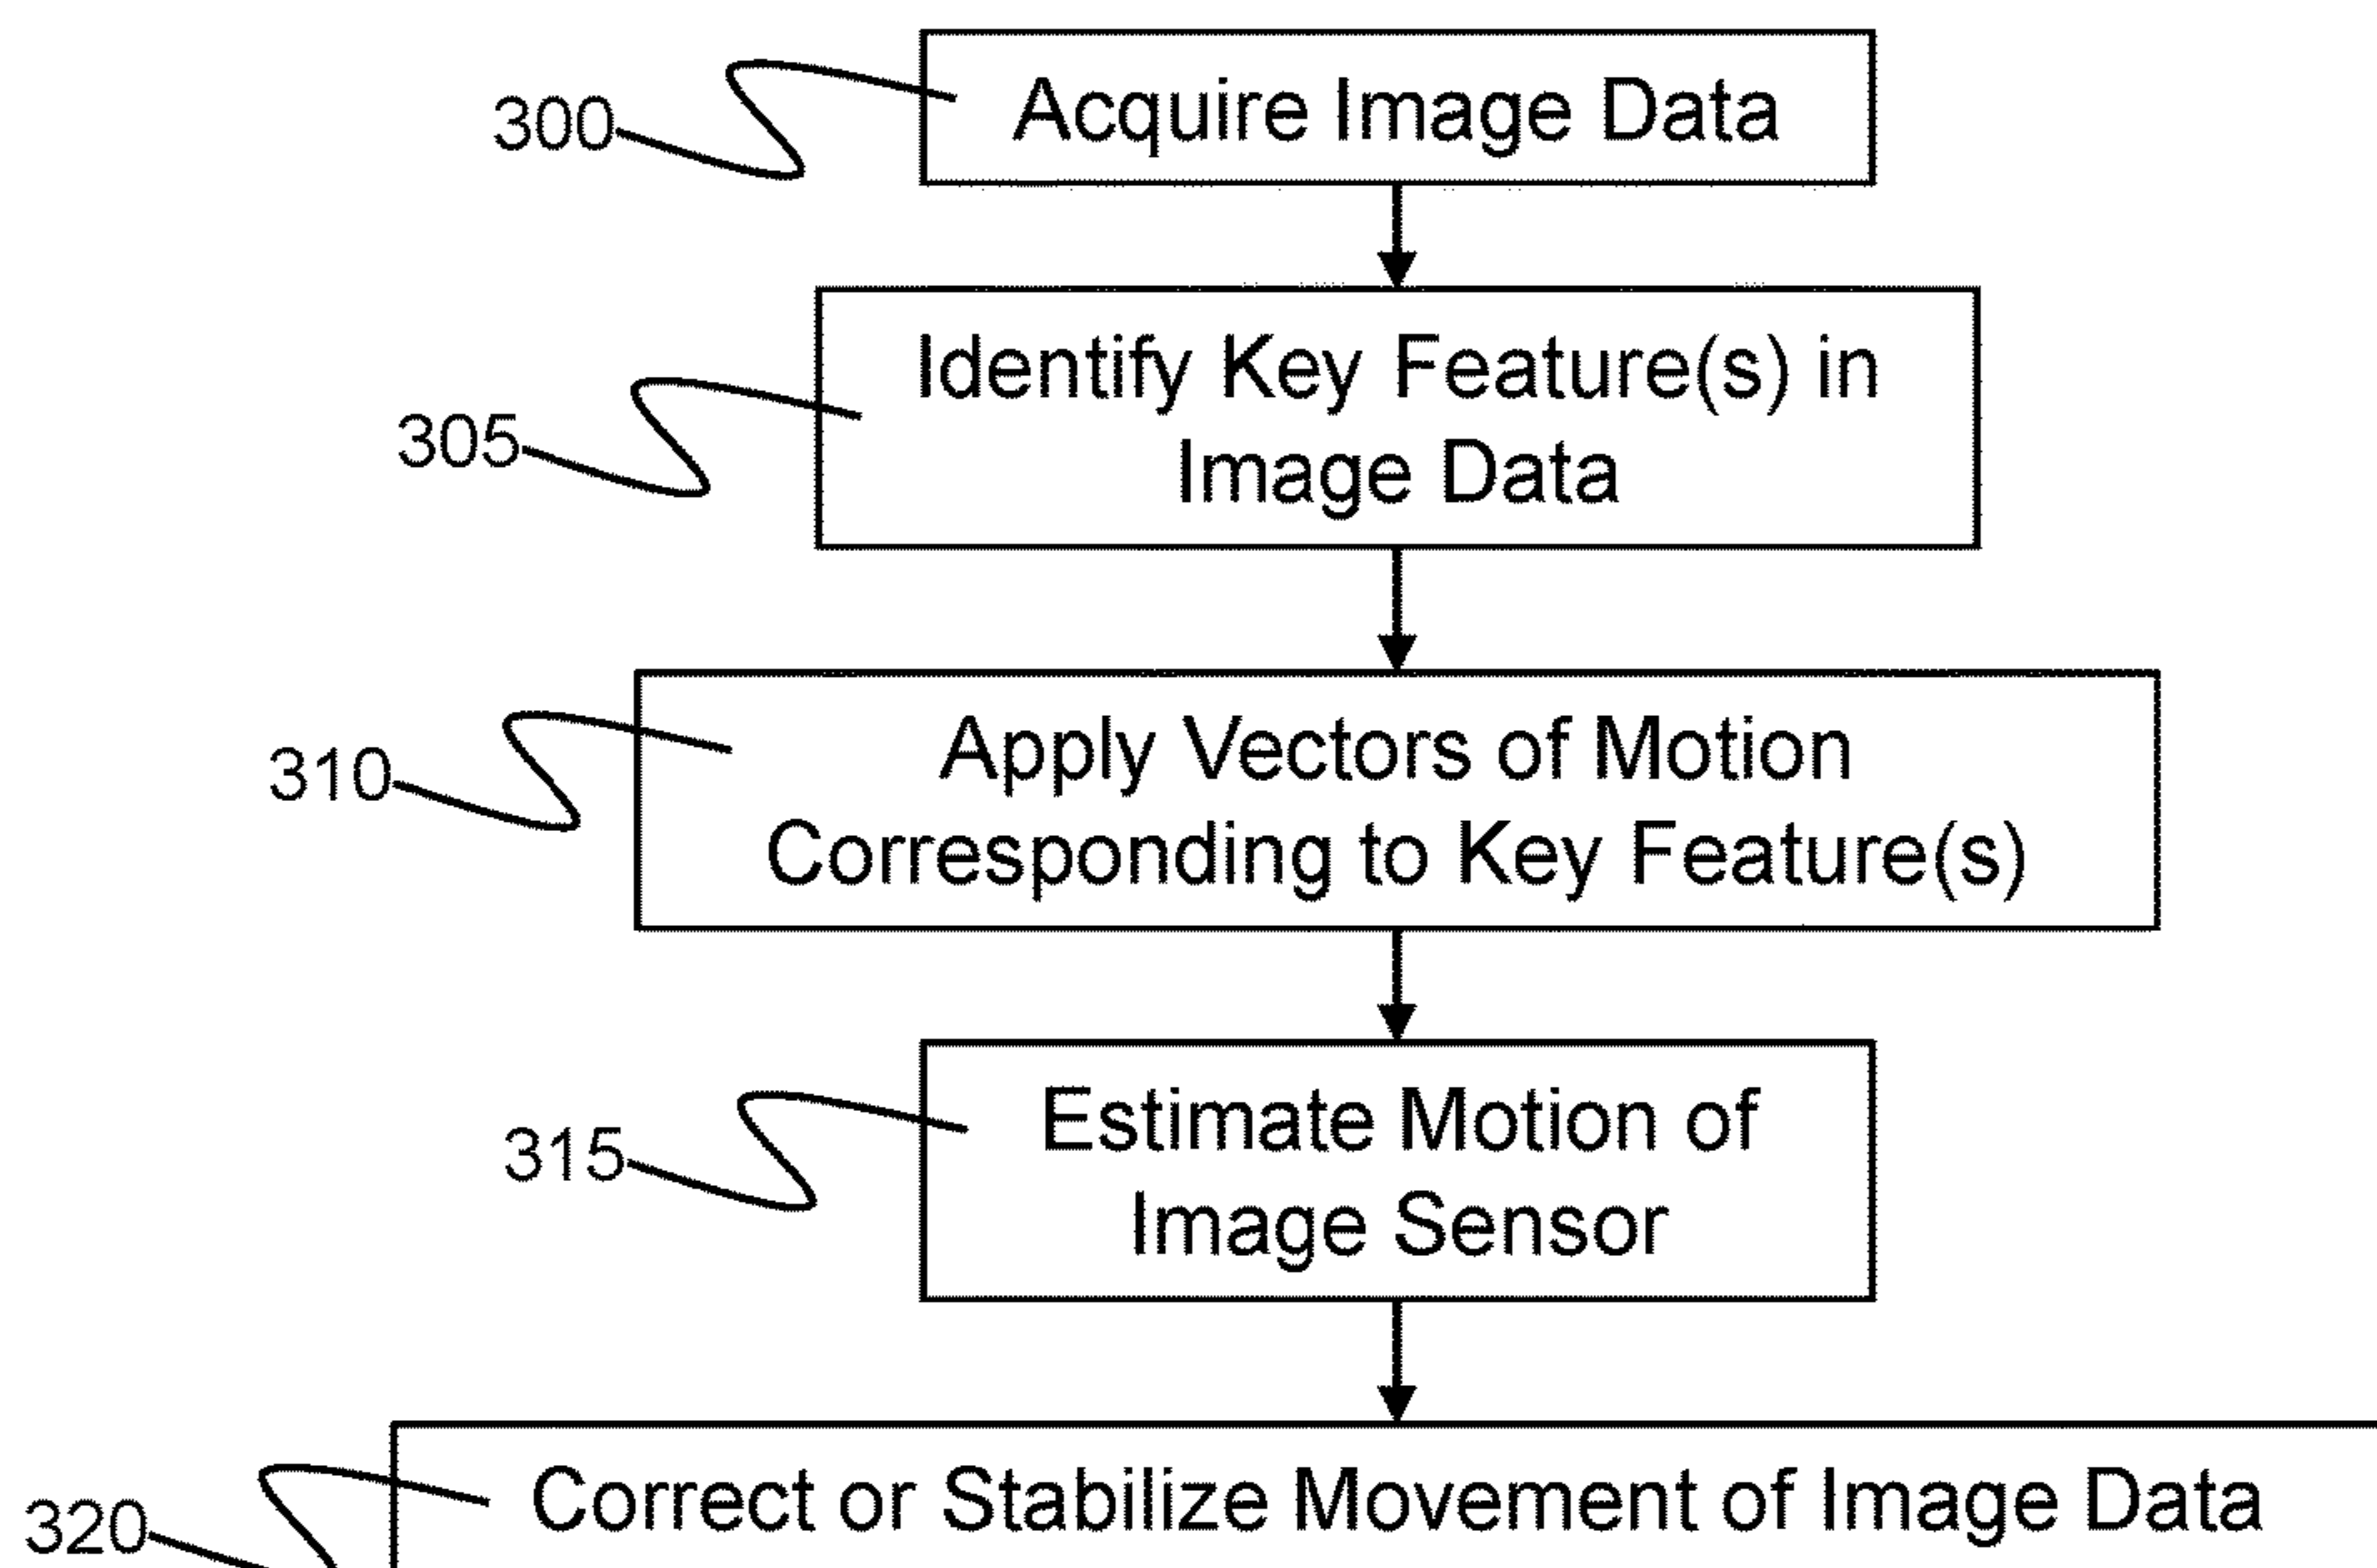 300
Acquire Image Data
305
Identify Key Feature(s) in
Image Data
310
Apply Vectors of Motion
Corresponding to Key Feature(s)
315
Estimate Motion of
Image Sensor
320
Correct or Stabilize Movement of Image Data